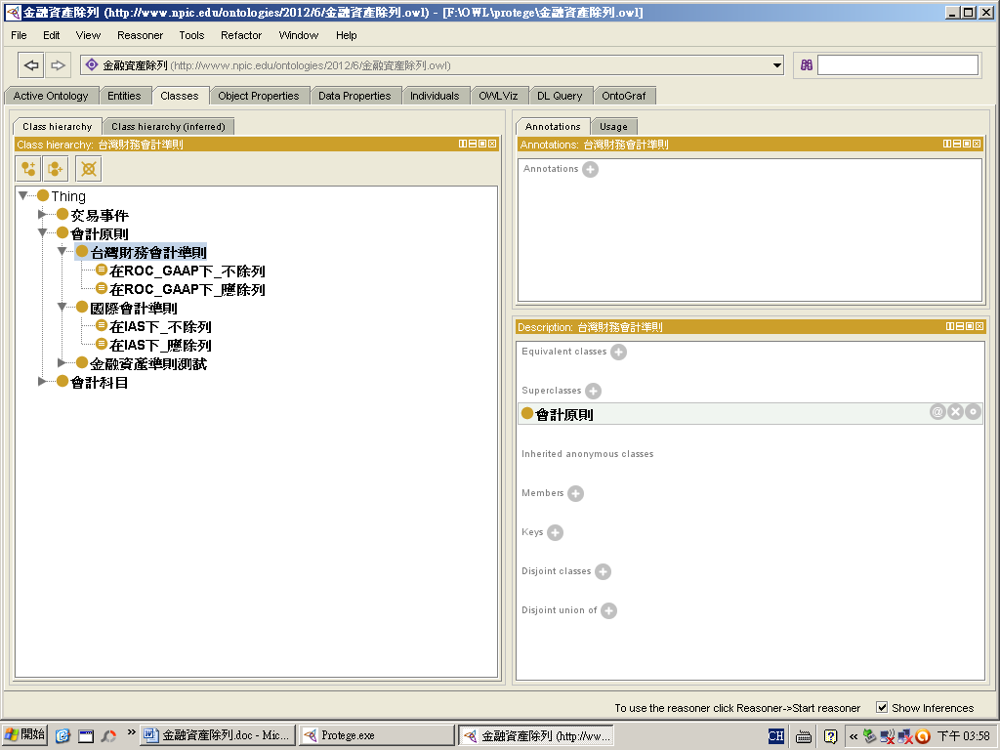 金融資產除列 (http://www.npic.edu/ontologies/2012/6/金融資產除列.owl) - [F:\OWL\protege\金融資產除列.owl]
File Edit View Reasoner Tools Refactor Window Help
金融資產除列 (http://www.npic.edu/ontologies/2012/6/金融資產除列.owl)
Active Ontology Entities Classes Object Properties Data Properties Individuals OWLViz DL Query OntoGraf
Class hierarchy Class hierarchy (inferred)
Class hierarchy: 台灣財務會計準則
Thing
交易事件
會計原則
台灣財務會計準則
在ROC_GAAP下_不除列
在ROC_GAAP下_應除列
國際會計準則
在IAS下_不除列
在IAS下_應除列
金融資產準則測試
會計科目
Annotations Usage
Annotations: 台灣財務會計準則
Annotations
Description: 台灣財務會計準則
Equivalent classes
Superclasses
會計原則
Inherited anonymous classes
Members
Keys
Disjoint classes
Disjoint union of
To use the reasoner click Reasoner->Start reasoner Show Inferences
開始 » 金融資產除列.doc - Mic... Protege.exe 金融資產除列 (http://ww... CH « 下午 03:58